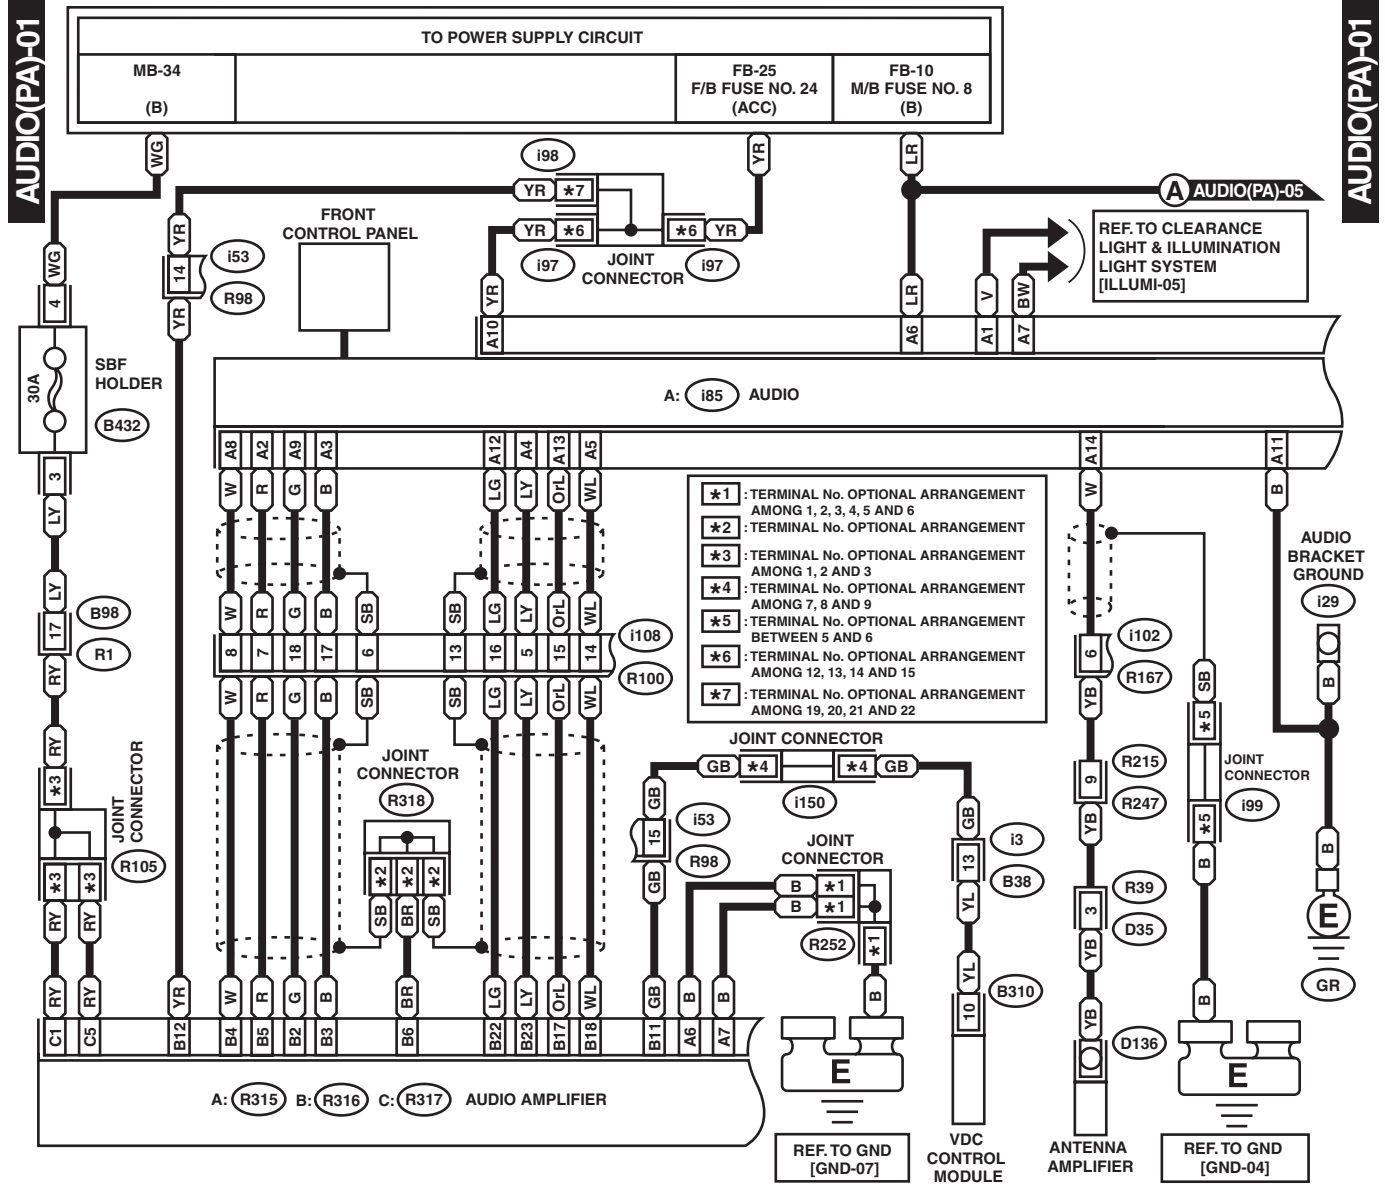 AUDIO(PA)-01
AUDIO(PA)-01
TO POWER SUPPLY CIRCUIT
MB-34
(B)
FB-25
F/B FUSE NO. 24
(ACC)
FB-10
M/B FUSE NO. 8
(B)
WG
YR
LR
i98
YR *7
YR *6
*6 YR
i97
i97
JOINT
CONNECTOR
A AUDIO(PA)-05
REF. TO CLEARANCE
LIGHT & ILLUMINATION
LIGHT SYSTEM
[ILLUMI-05]
FRONT
CONTROL PANEL
WG
4
YR
14
YR
i53
R98
YR
LR
V
BW
A10
A6
A1
A7
30A
SBF
HOLDER
B432
A: i85 AUDIO
3
LY
LY
17
RY
B98
R1
RY
*3
JOINT
CONNECTOR
R105
*3 *3
RY RY
RY RY
C1 C5
YR
B12
A8 A2 A9 A3
A12 A4 A13 A5
A14
A11
W R G B
LG LY OrL WL
W
B
W R G B SB
SB LG LY OrL WL
8 7 18 17 6 13 16 5 15 14
i108
R100
W R G B SB
SB LG LY OrL WL
JOINT
CONNECTOR
R318
*2 *2 *2
SB BR SB
W R G B
BR
LG LY OrL WL
B4 B5 B2 B3
B6
B22 B23 B17 B18
*1 : TERMINAL No. OPTIONAL ARRANGEMENT
AMONG 1, 2, 3, 4, 5 AND 6
*2 : TERMINAL No. OPTIONAL ARRANGEMENT
*3 : TERMINAL No. OPTIONAL ARRANGEMENT
AMONG 1, 2 AND 3
*4 : TERMINAL No. OPTIONAL ARRANGEMENT
AMONG 7, 8 AND 9
*5 : TERMINAL No. OPTIONAL ARRANGEMENT
BETWEEN 5 AND 6
*6 : TERMINAL No. OPTIONAL ARRANGEMENT
AMONG 12, 13, 14 AND 15
*7 : TERMINAL No. OPTIONAL ARRANGEMENT
AMONG 19, 20, 21 AND 22
JOINT CONNECTOR
GB *4
*4 GB
i150
GB
15
GB
i53
R98
GB
B11
JOINT
CONNECTOR
B *1
B *1
R252
*1
B
B B
A6 A7
E
REF. TO GND
[GND-07]
GB
13
YL
i3
B38
YL
10
B310
VDC
CONTROL
MODULE
6
YB
i102
R167
9
YB
R215
R247
3
YB
R39
D35
YB
D136
ANTENNA
AMPLIFIER
SB
*5
JOINT
CONNECTOR
i99
*5
B
B
E
REF. TO GND
[GND-04]
AUDIO
BRACKET
GROUND
i29
B
B
E
GR
A: R315 B: R316 C: R317 AUDIO AMPLIFIER